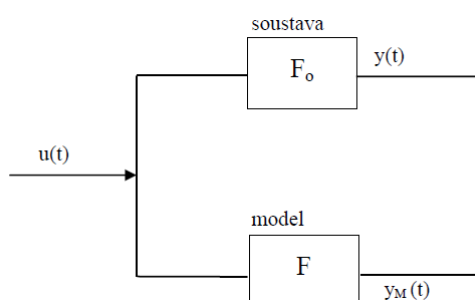 soustava
Fₒ
y(t)
u(t)
model
F
y_M(t)